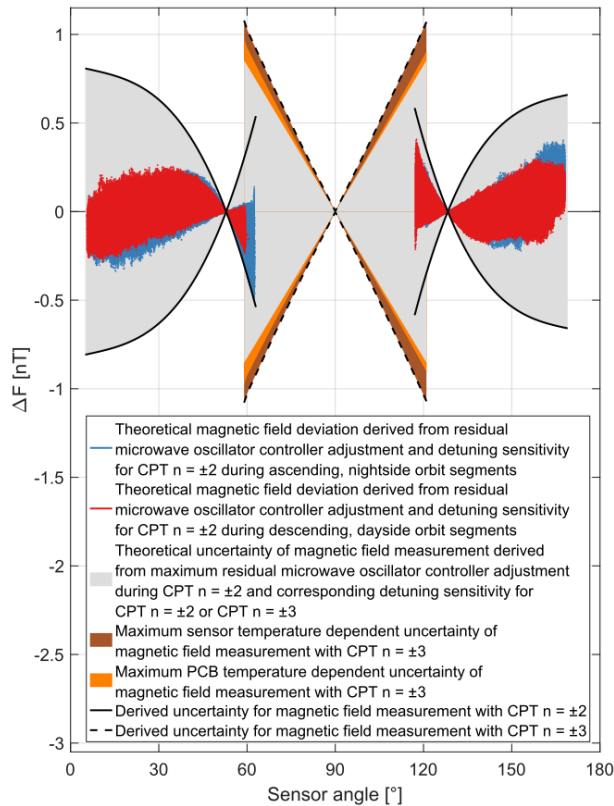 1
0.5
0
-0.5
-1
-1.5
-2
-2.5
-3
ΔF [nT]
Theoretical magnetic field deviation derived from residual
microwave oscillator controller adjustment and detuning sensitivity
for CPT n = ±2 during ascending, nightside orbit segments
Theoretical magnetic field deviation derived from residual
microwave oscillator controller adjustment and detuning sensitivity
for CPT n = ±2 during descending, dayside orbit segments
Theoretical uncertainty of magnetic field measurement derived
from maximum residual microwave oscillator controller adjustment
during CPT n = ±2 and corresponding detuning sensitivity for
CPT n = ±2 or CPT n = ±3
Maximum sensor temperature dependent uncertainty of
magnetic field measurement with CPT n = ±3
Maximum PCB temperature dependent uncertainty of
magnetic field measurement with CPT n = ±3
Derived uncertainty for magnetic field measurement with CPT n = ±2
Derived uncertainty for magnetic field measurement with CPT n = ±3
0 30 60 90 120 150 180
Sensor angle [°]